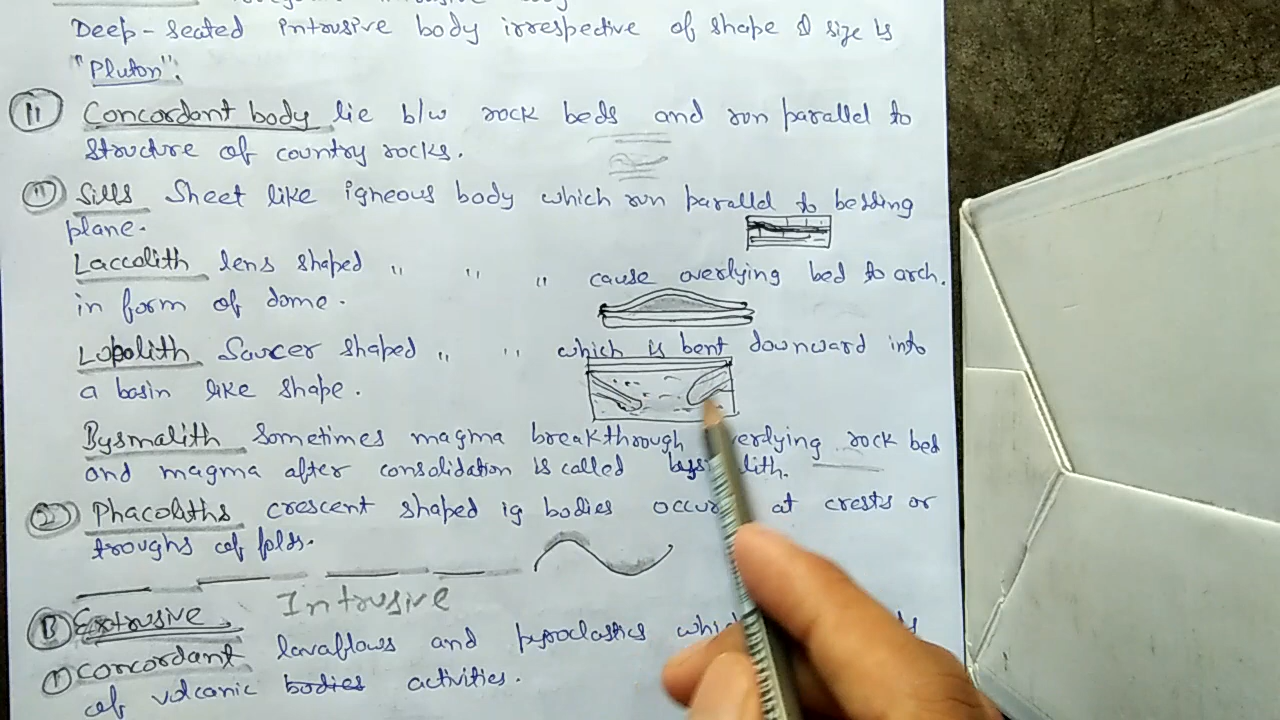 Deep-Seated intrusive body irrespective of shape & size is
"Pluton".
11 Concordant body lie b/w rock beds and run parallel to
structure of country rocks.
1 Sills Sheet like igneous body which run parallel to bedding
plane.
Laccolith lens shaped " " " cause overlying bed to arch.
in form of dome.
Lopolith Saucer shaped " " which is bent downward into
a basin like shape.
Bysmalith Sometimes magma breakthrough overlying rock bed
and magma after consolidation is called
2 Phacoliths crescent shaped ig bodies occur at crests or
troughs of folds.
B Extrusive Intrusive
1 Concordant lavaflows and pyroclastics
of volcanic bodies activities.